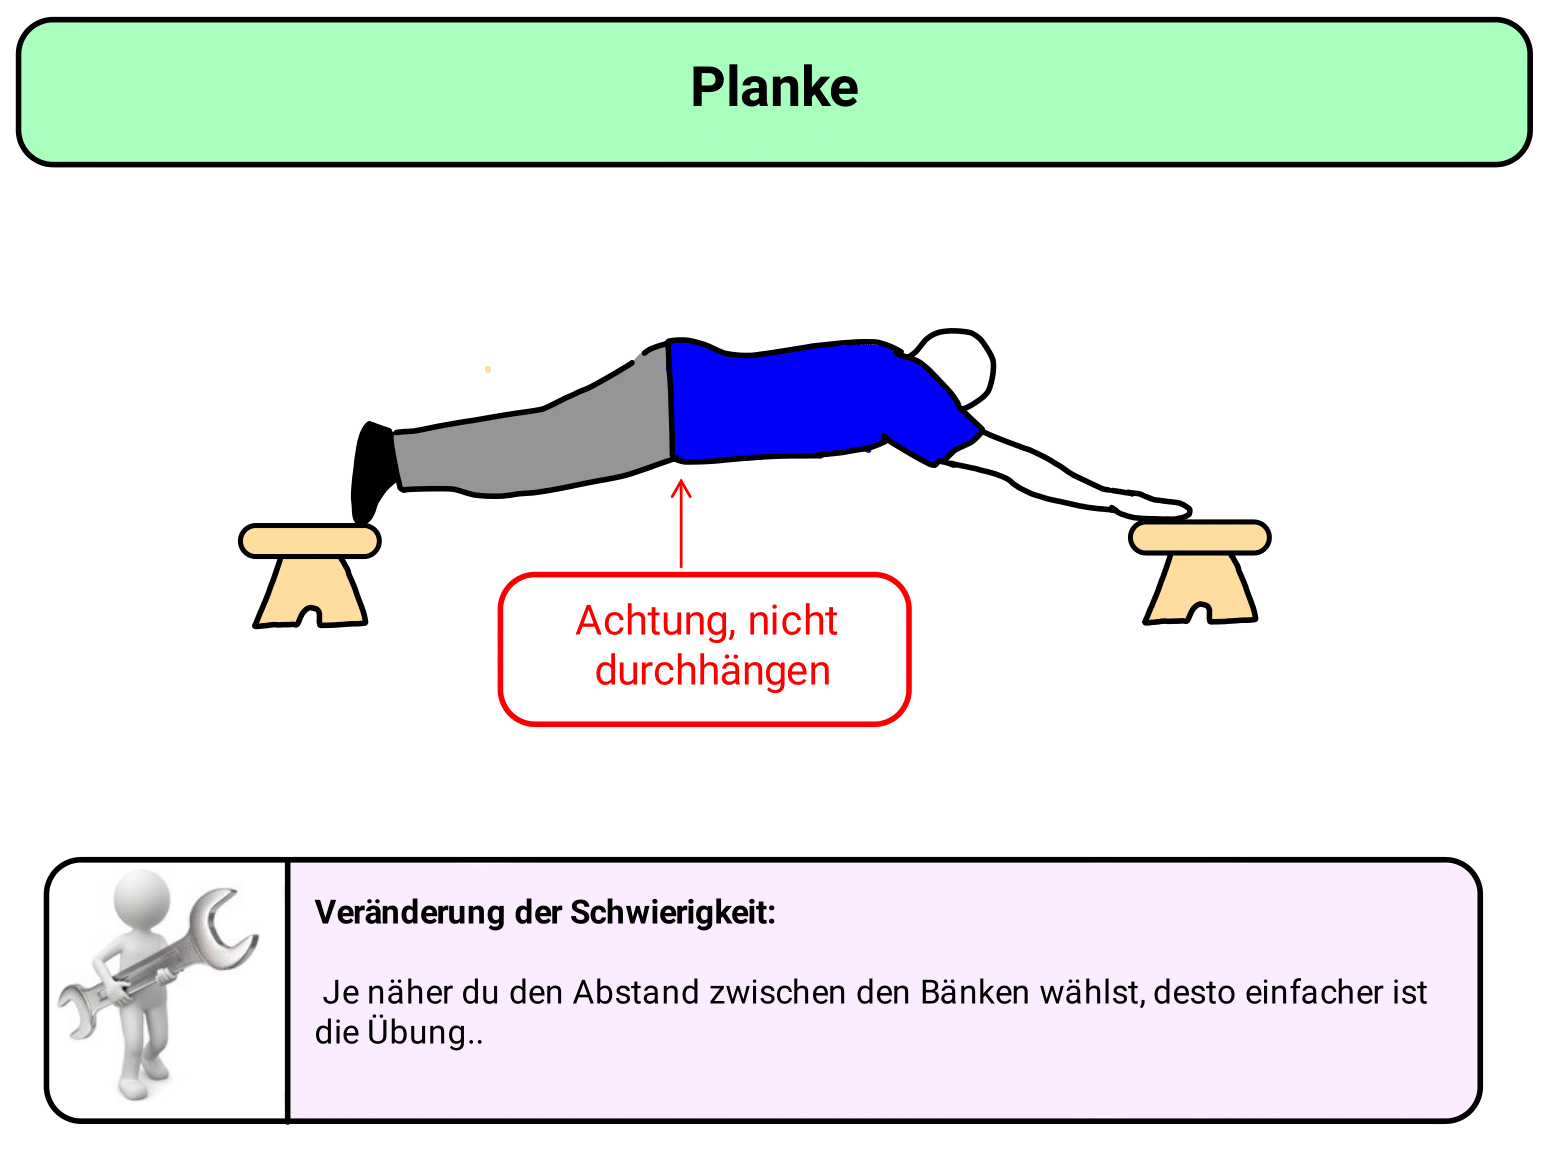 Planke
Achtung, nicht
durchhängen
Veränderung der Schwierigkeit:
Je näher du den Abstand zwischen den Bänken wählst, desto einfacher ist
die Übung..